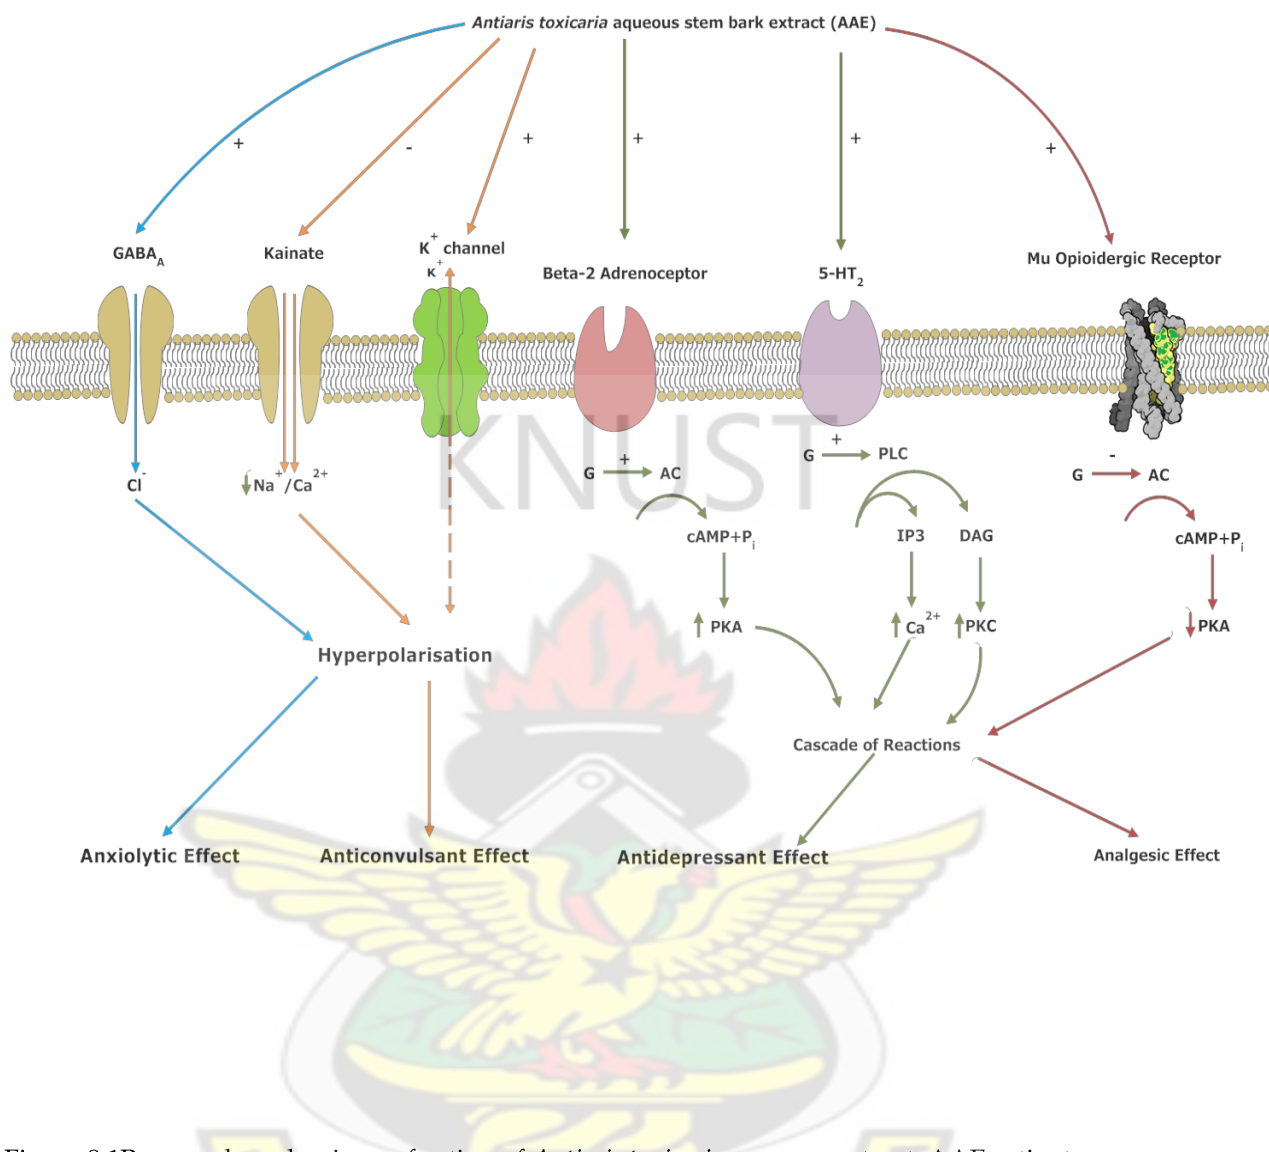 Antiaris toxicaria aqueous stem bark extract (AAE)
+ - + + + +
GABA_A
Kainate
K⁺ channel
K⁺
Beta-2 Adrenoceptor
5-HT₂
Mu Opioidergic Receptor
KNUST
Cl⁻
Na⁺/Ca²⁺
G + AC
G + PLC
G - AC
cAMP+Pᵢ
IP3
DAG
cAMP+Pᵢ
PKA
Ca²⁺
PKC
PKA
Hyperpolarisation
Cascade of Reactions
Anxiolytic Effect
Anticonvulsant Effect
Antidepressant Effect
Analgesic Effect